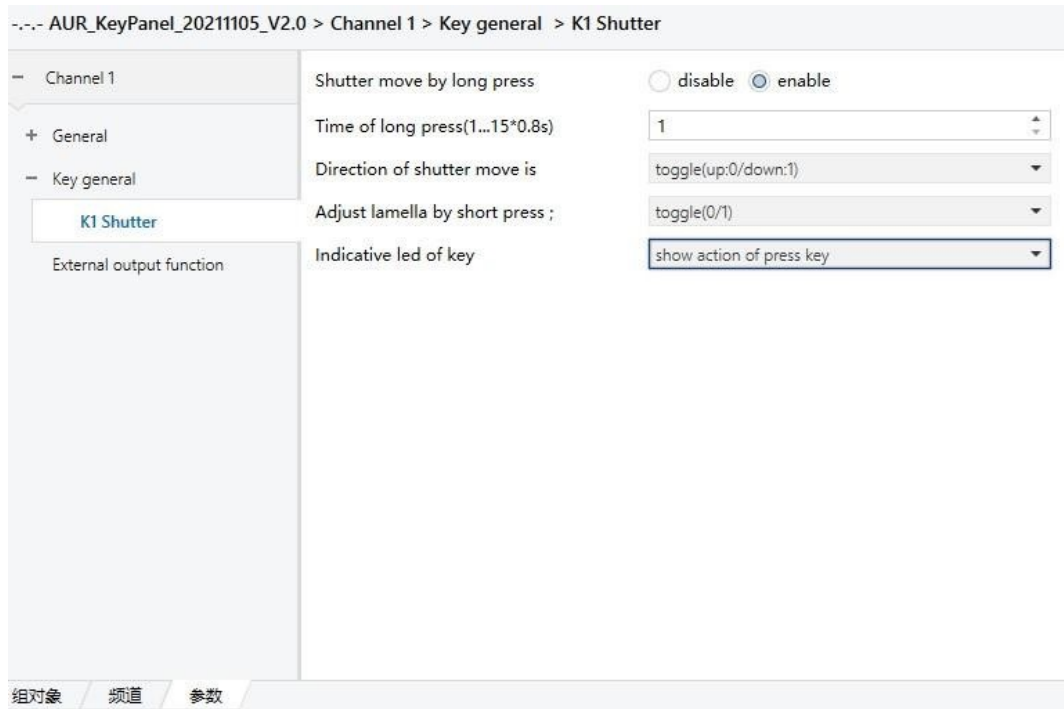 -.-.- AUR_KeyPanel_20211105_V2.0 > Channel 1 > Key general > K1 Shutter
Channel 1
General
Key general
K1 Shutter
External output function
Shutter move by long press disable enable
Time of long press(1...15*0.8s) 1
Direction of shutter move is toggle(up:0/down:1)
Adjust lamella by short press ; toggle(0/1)
Indicative led of key show action of press key
组对象 频道 参数